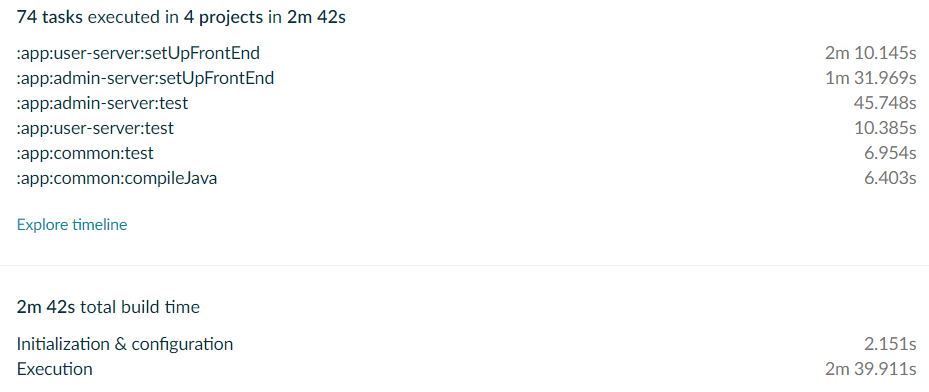 74 tasks executed in 4 projects in 2m 42s
:app:user-server:setUpFrontEnd 2m 10.145s
:app:admin-server:setUpFrontEnd 1m 31.969s
:app:admin-server:test 45.748s
:app:user-server:test 10.385s
:app:common:test 6.954s
:app:common:compileJava 6.403s
Explore timeline
2m 42s total build time
Initialization & configuration 2.151s
Execution 2m 39.911s